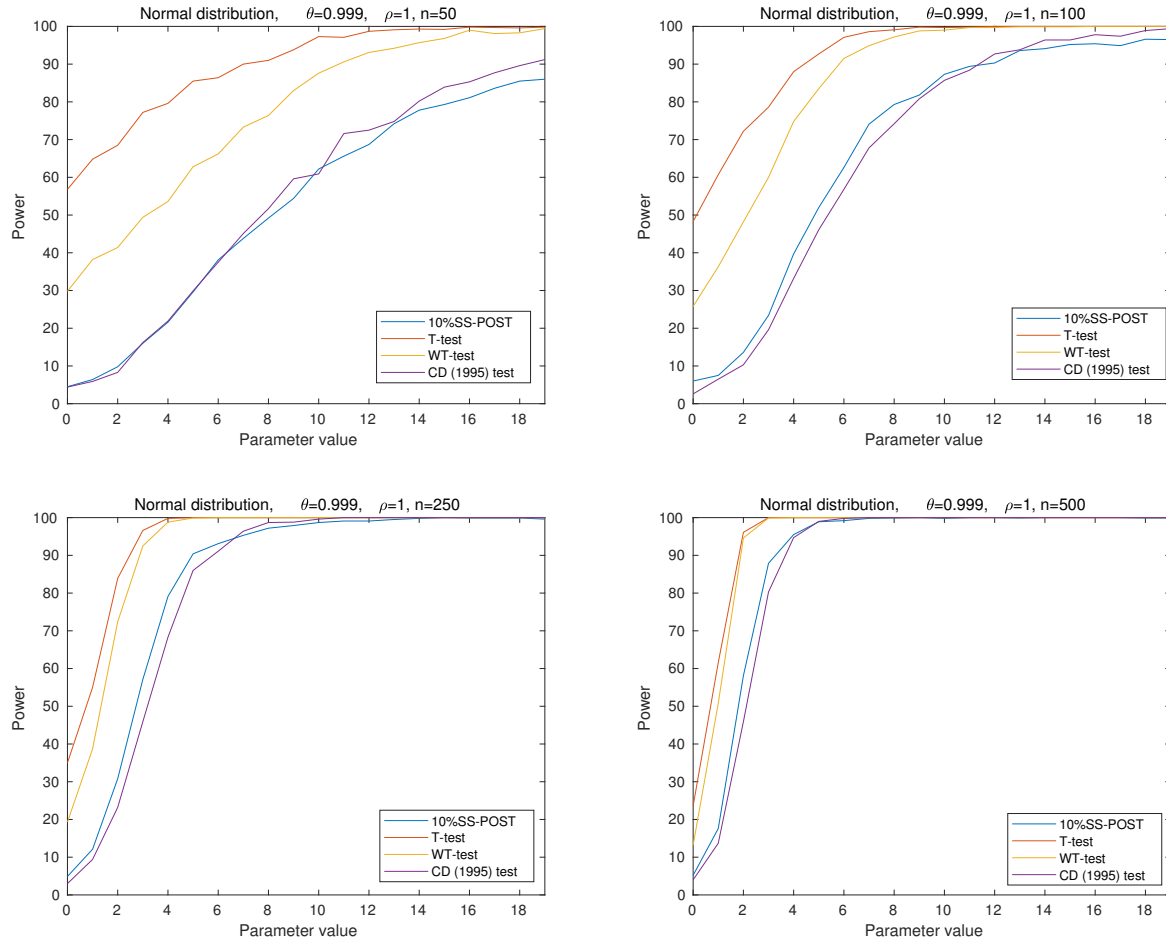 Normal distribution, θ=0.999, ρ=1, n=50
100
90
80
70
60
50
40
30
20
10
0
Power
0 2 4 6 8 10 12 14 16 18
Parameter value
10%SS-POST
T-test
WT-test
CD (1995) test
Normal distribution, θ=0.999, ρ=1, n=100
100
90
80
70
60
50
40
30
20
10
0
Power
0 2 4 6 8 10 12 14 16 18
Parameter value
10%SS-POST
T-test
WT-test
CD (1995) test
Normal distribution, θ=0.999, ρ=1, n=250
100
90
80
70
60
50
40
30
20
10
0
Power
0 2 4 6 8 10 12 14 16 18
Parameter value
10%SS-POST
T-test
WT-test
CD (1995) test
Normal distribution, θ=0.999, ρ=1, n=500
100
90
80
70
60
50
40
30
20
10
0
Power
0 2 4 6 8 10 12 14 16 18
Parameter value
10%SS-POST
T-test
WT-test
CD (1995) test